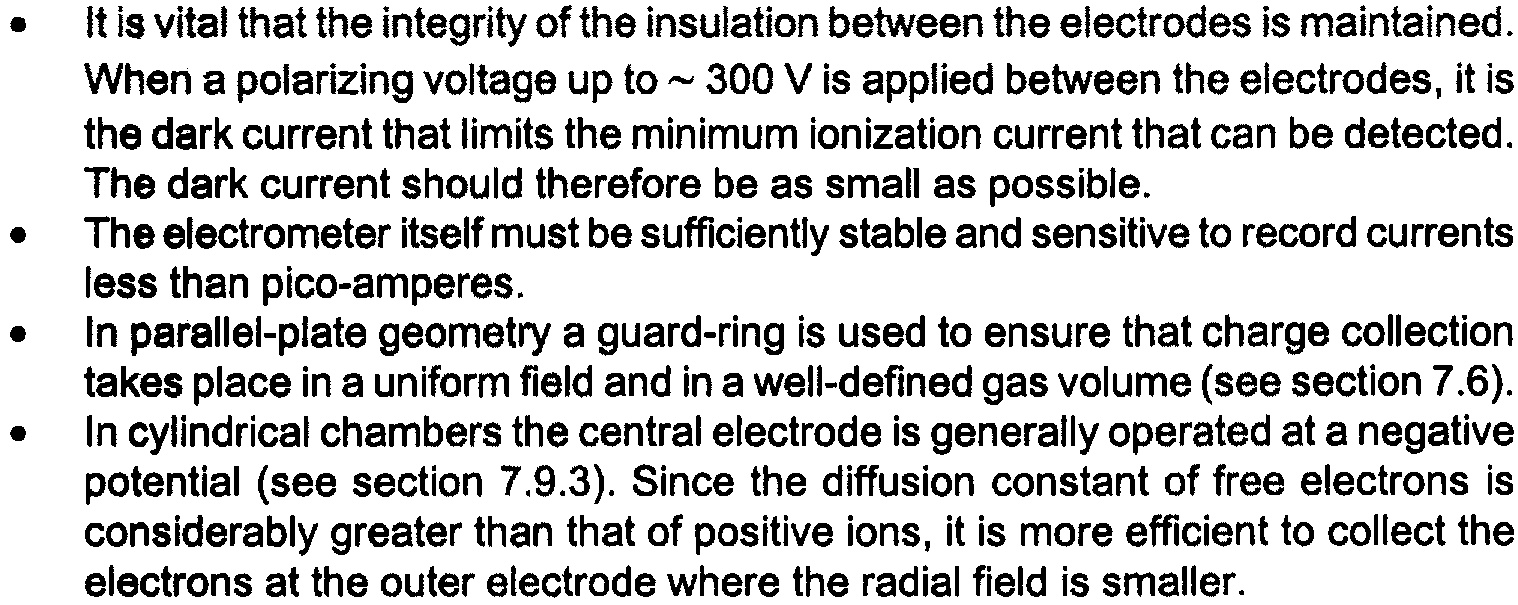 • It is vital that the integrity of the insulation between the electrodes is maintained.
When a polarizing voltage up to ~ 300 V is applied between the electrodes, it is
the dark current that limits the minimum ionization current that can be detected.
The dark current should therefore be as small as possible.
• The electrometer itself must be sufficiently stable and sensitive to record currents
less than pico-amperes.
• In parallel-plate geometry a guard-ring is used to ensure that charge collection
takes place in a uniform field and in a well-defined gas volume (see section 7.6).
• In cylindrical chambers the central electrode is generally operated at a negative
potential (see section 7.9.3). Since the diffusion constant of free electrons is
considerably greater than that of positive ions, it is more efficient to collect the
electrons at the outer electrode where the radial field is smaller.